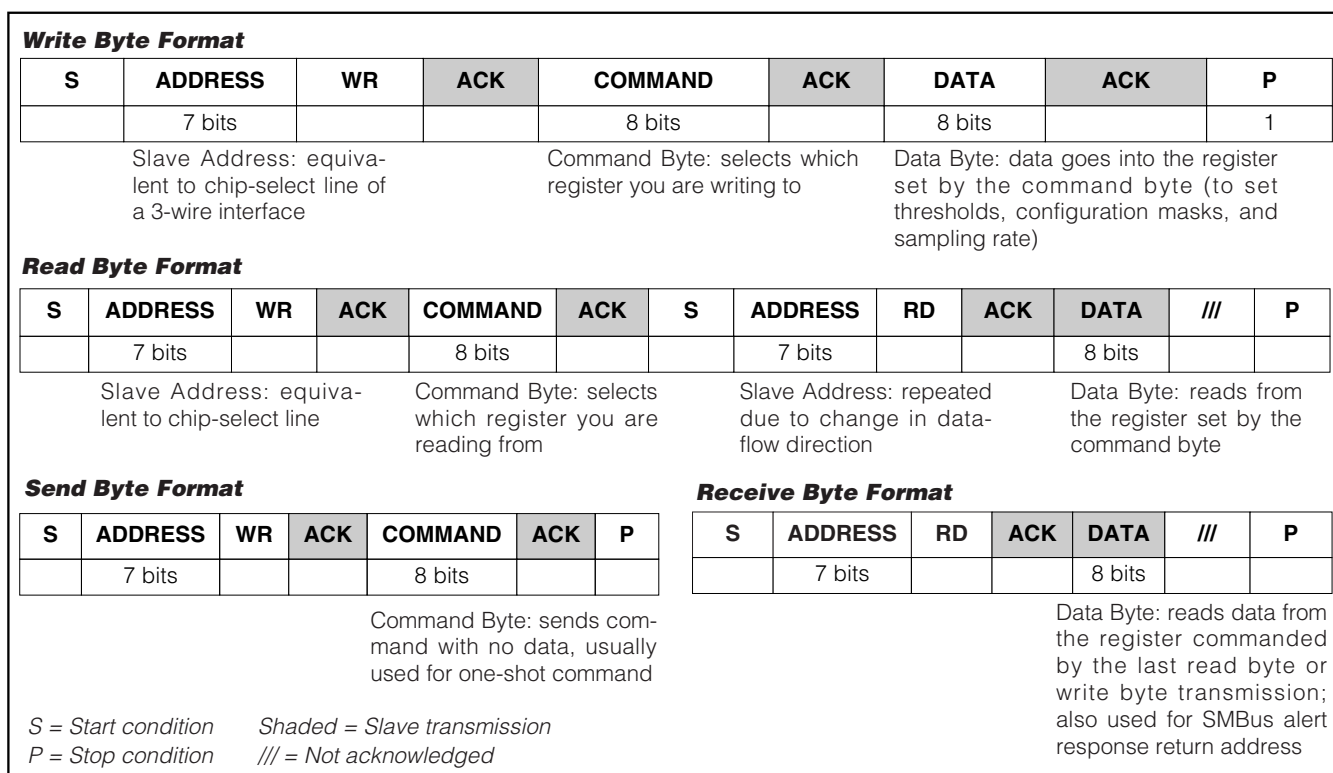 Write Byte Format
S ADDRESS WR ACK COMMAND ACK DATA ACK P
7 bits 8 bits 8 bits 1
Slave Address: equiva-
lent to chip-select line of
a 3-wire interface
Command Byte: selects which
register you are writing to
Data Byte: data goes into the register
set by the command byte (to set
thresholds, configuration masks, and
sampling rate)
Read Byte Format
S ADDRESS WR ACK COMMAND ACK S ADDRESS RD ACK DATA /// P
7 bits 8 bits 7 bits 8 bits
Slave Address: equiva-
lent to chip-select line
Command Byte: selects
which register you are
reading from
Slave Address: repeated
due to change in data-
flow direction
Data Byte: reads from
the register set by the
command byte
Send Byte Format
S ADDRESS WR ACK COMMAND ACK P
7 bits 8 bits
Command Byte: sends com-
mand with no data, usually
used for one-shot command
Receive Byte Format
S ADDRESS RD ACK DATA /// P
7 bits 8 bits
Data Byte: reads data from
the register commanded
by the last read byte or
write byte transmission;
also used for SMBus alert
response return address
S = Start condition Shaded = Slave transmission
P = Stop condition /// = Not acknowledged